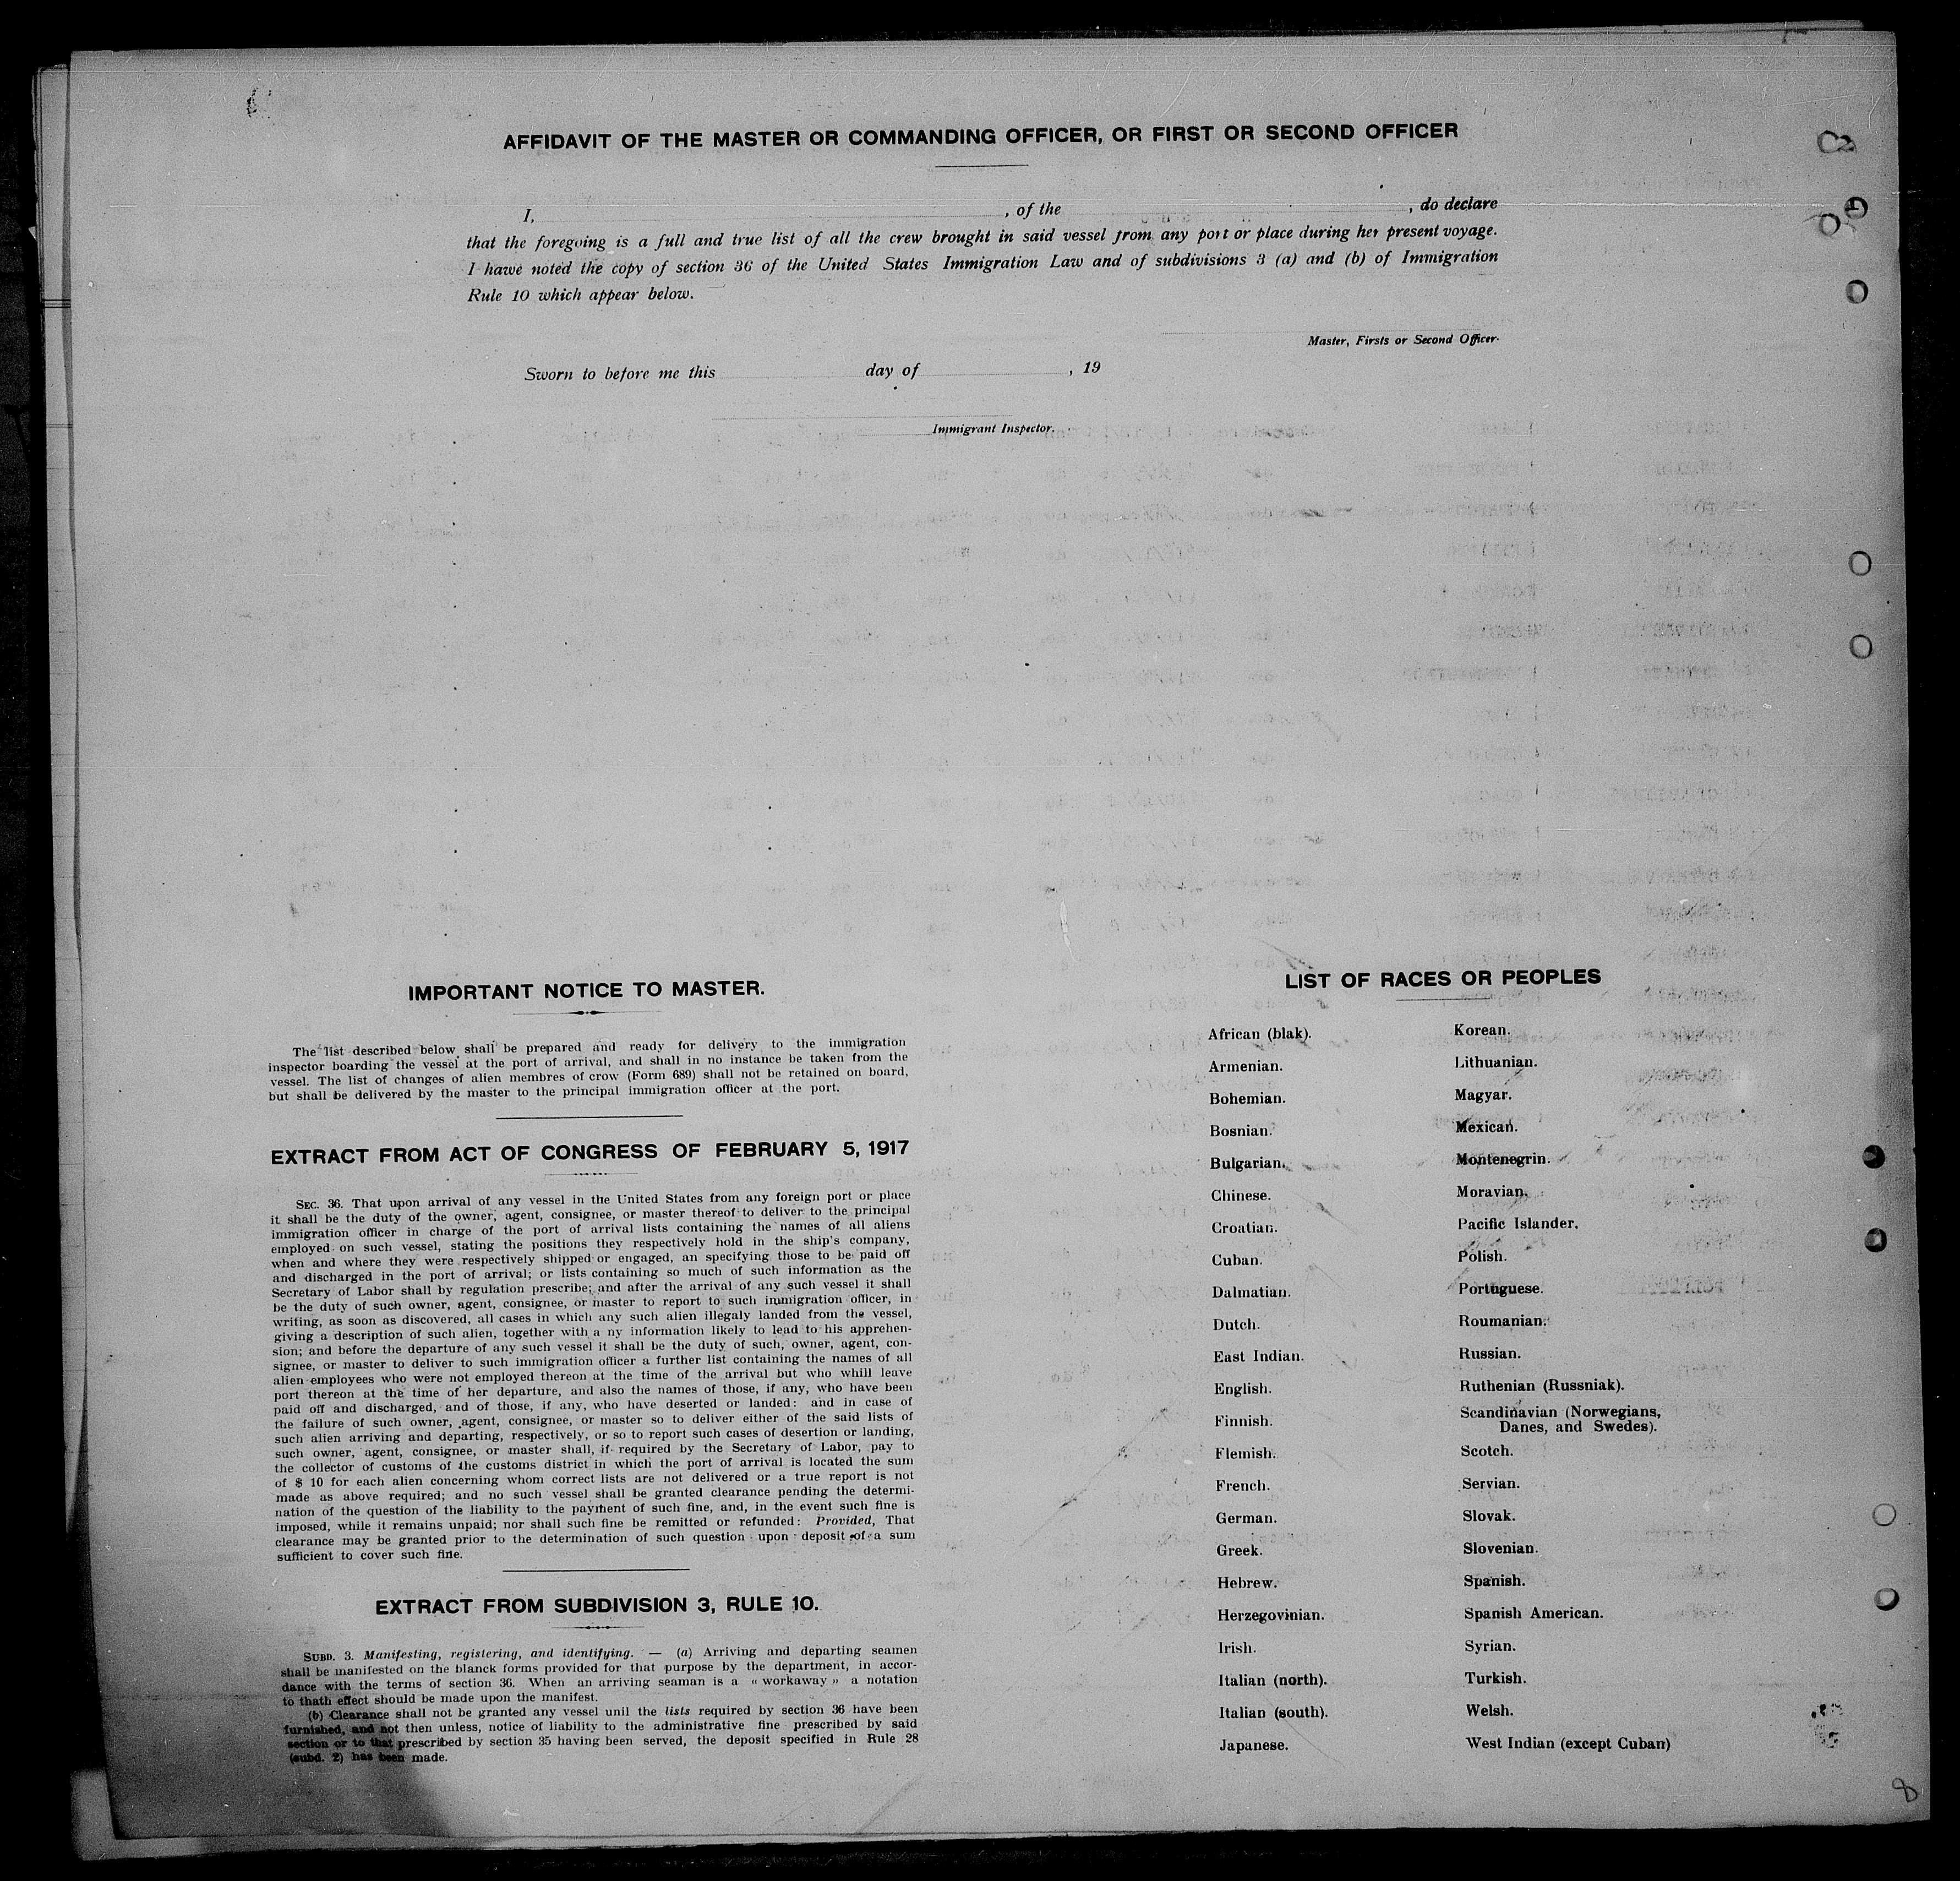 AFFIDAVIT OF THE MASTER OR COMMANDING OFFICER, OR FIRST OR SECOND OFFICER
I, , of the , do declare
that the foregoing is a full and true list of all the crew brought in said vessel from any port or place during her present voyage.
I hawe noted the copy of section 36 of the United States Immigration Law and of subdivisions 3 (a) and (b) of Immigration
Rule 10 which appear below.
Master, Firsts or Second Officer.
Sworn to before me this day of , 19
Immigrant Inspector.
IMPORTANT NOTICE TO MASTER.
The list described below shall be prepared and ready for delivery to the immigration
inspector boarding the vessel at the port of arrival, and shall in no instance be taken from the
vessel. The list of changes of alien membres of crow (Form 689) shall not be retained on board,
but shall be delivered by the master to the principal immigration officer at the port.
EXTRACT FROM ACT OF CONGRESS OF FEBRUARY 5, 1917
SEC. 36. That upon arrival of any vessel in the United States from any foreign port or place
it shall be the duty of the owner, agent, consignee, or master thereof to deliver to the principal
immigration officer in charge of the port of arrival lists containing the names of all aliens
employed on such vessel, stating the positions they respectively hold in the ship's company,
when and where they were respectively shipped or engaged, an specifying those to be paid off
and discharged in the port of arrival; or lists containing so much of such information as the
Secretary of Labor shall by regulation prescribe; and after the arrival of any such vessel it shall
be the duty of such owner, agent, consignee, or master to report to such immigration officer, in
writing, as soon as discovered, all cases in which any such alien illegaly landed from the vessel,
giving a description of such alien, together with a ny information likely to lead to his apprehen-
sion; and before the departure of any such vessel it shall be the duty of such, owner, agent, con-
signee, or master to deliver to such immigration officer a further list containing the names of all
alien employees who were not employed thereon at the time of the arrival but who whill leave
port thereon at the time of her departure, and also the names of those, if any, who have been
paid off and discharged, and of those, if any, who have deserted or landed: and in case of
the failure of such owner, agent, consignee, or master so to deliver either of the said lists of
such alien arriving and departing, respectively, or so to report such cases of desertion or landing,
such owner, agent, consignee, or master shall, if required by the Secretary of Labor, pay to
the collector of customs of the customs district in which the port of arrival is located the sum
of $ 10 for each alien concerning whom correct lists are not delivered or a true report is not
made as above required; and no such vessel shall be granted clearance pending the determi-
nation of the question of the liability to the payment of such fine, and, in the event such fine is
imposed, while it remains unpaid; nor shall such fine be remitted or refunded: Provided, That
clearance may be granted prior to the determination of such question upon deposit of a sum
sufficient to cover such fine.
EXTRACT FROM SUBDIVISION 3, RULE 10.
SUBD. 3. Manifesting, registering, and identifying. — (a) Arriving and departing seamen
shall be manifested on the blanck forms provided for that purpose by the department, in accor-
dance with the terms of section 36. When an arriving seaman is a « workaway » a notation
to thath effect should be made upon the manifest.
(b) Clearance shall not be granted any vessel unil the lists required by section 36 have been
furnished, and not then unless, notice of liability to the administrative fine prescribed by said
section or to that prescribed by section 35 having been served, the deposit specified in Rule 28
(subd. 2) has been made.
LIST OF RACES OR PEOPLES
African (blak).
Armenian.
Bohemian.
Bosnian.
Bulgarian.
Chinese.
Croatian.
Cuban.
Dalmatian.
Dutch.
East Indian.
English.
Finnish.
Flemish.
French.
German.
Greek.
Hebrew.
Herzegovinian.
Irish.
Italian (north).
Italian (south).
Japanese.
Korean.
Lithuanian.
Magyar.
Mexican.
Montenegrin.
Moravian.
Pacific Islander.
Polish.
Portuguese.
Roumanian.
Russian.
Ruthenian (Russniak).
Scandinavian (Norwegians,
Danes, and Swedes).
Scotch.
Servian.
Slovak.
Slovenian.
Spanish.
Spanish American.
Syrian.
Turkish.
Welsh.
West Indian (except Cuban)
8